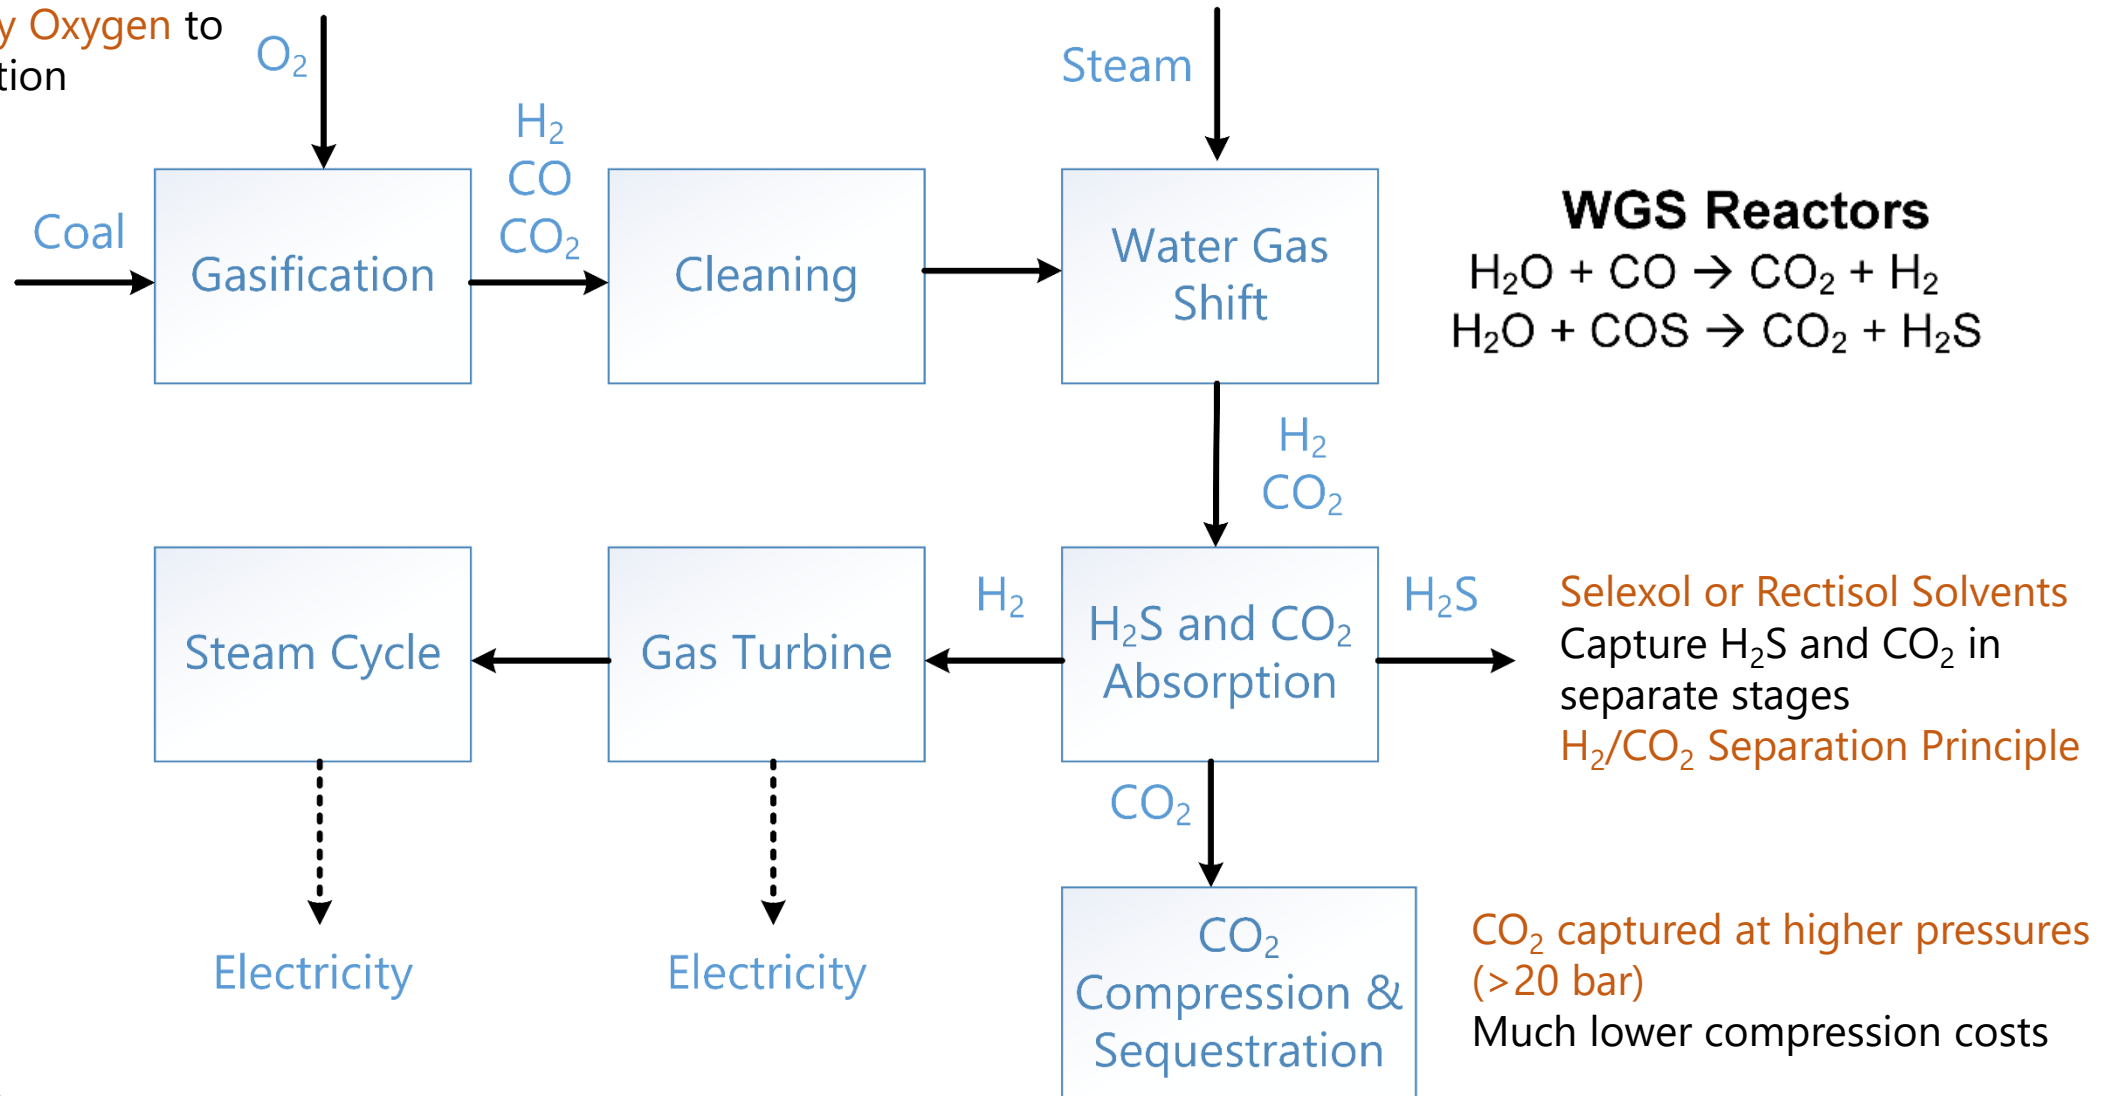 Oxygen to
O₂
Steam
H₂
CO
CO₂
Coal
Gasification
Cleaning
Water Gas
Shift
WGS Reactors
H₂O + CO → CO₂ + H₂
H₂O + COS → CO₂ + H₂S
H₂
CO₂
Steam Cycle
Gas Turbine
H₂
H₂S and CO₂
Absorption
H₂S
Selexol or Rectisol Solvents
Capture H₂S and CO₂ in
separate stages
H₂/CO₂ Separation Principle
CO₂
Electricity
Electricity
CO₂
Compression &
Sequestration
CO₂ captured at higher pressures
(>20 bar)
Much lower compression costs